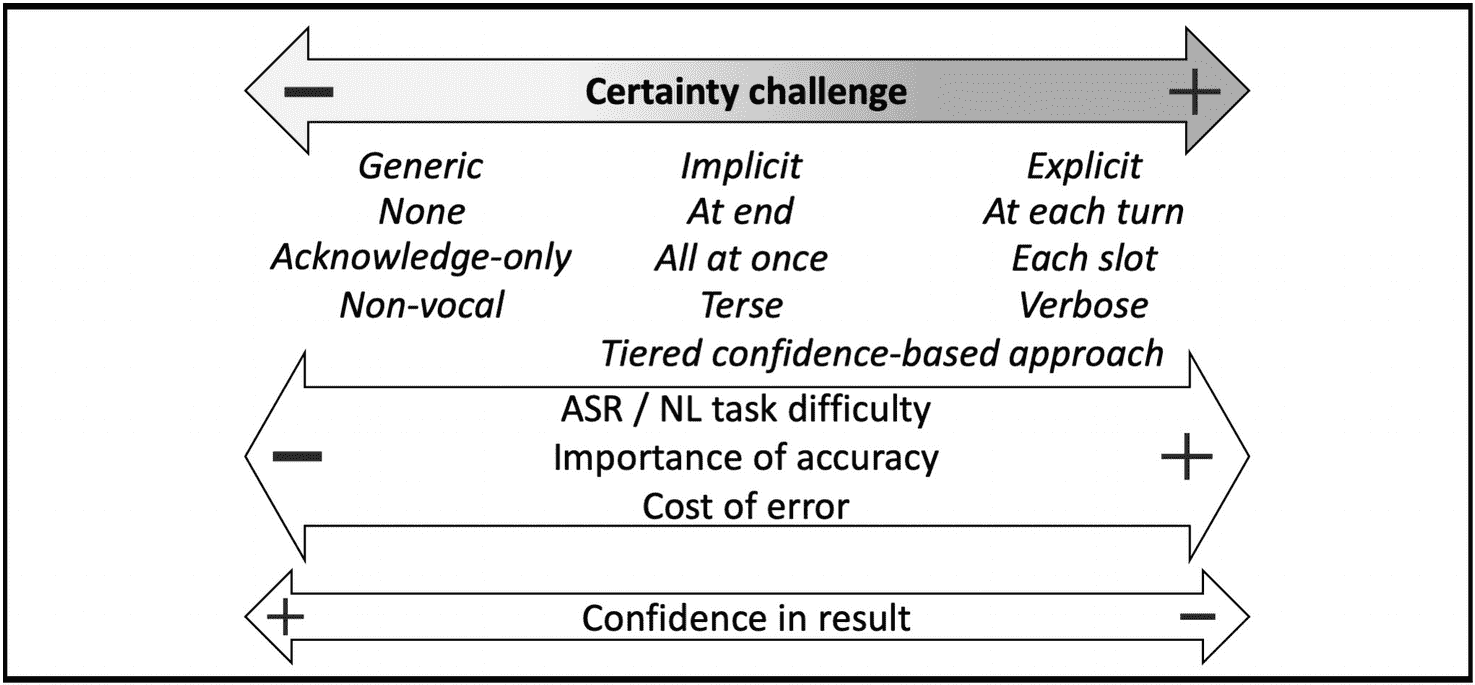 − Certainty challenge +
Generic Implicit Explicit
None At end At each turn
Acknowledge-only All at once Each slot
Non-vocal Terse Verbose
Tiered confidence-based approach
ASR / NL task difficulty
− Importance of accuracy +
Cost of error
+ Confidence in result −